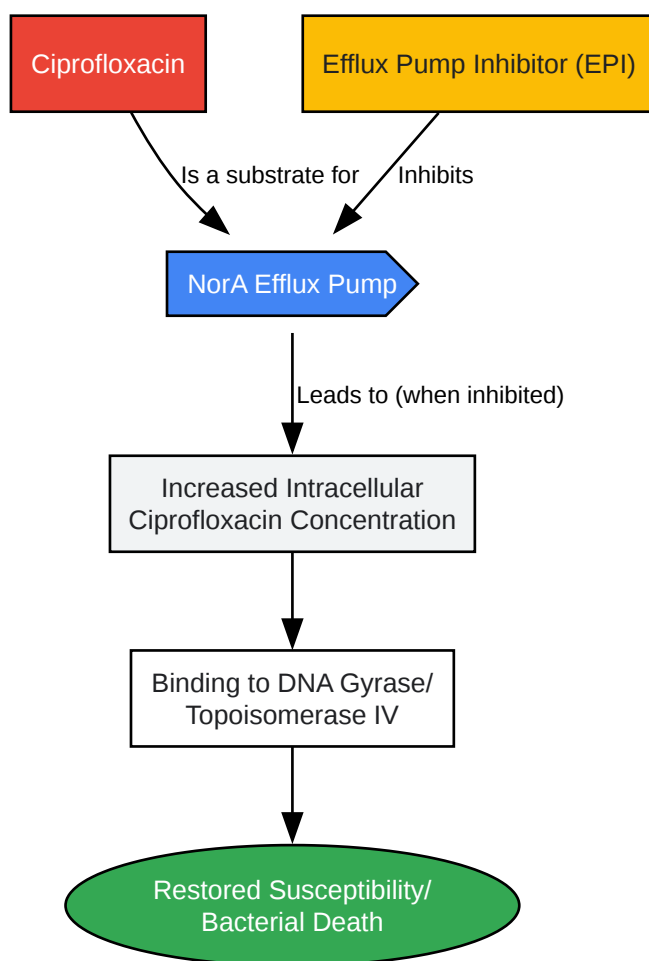 Ciprofloxacin
Efflux Pump Inhibitor (EPI)
Is a substrate for
Inhibits
NorA Efflux Pump
Leads to (when inhibited)
Increased Intracellular
Ciprofloxacin Concentration
Binding to DNA Gyrase/
Topoisomerase IV
Restored Susceptibility/
Bacterial Death